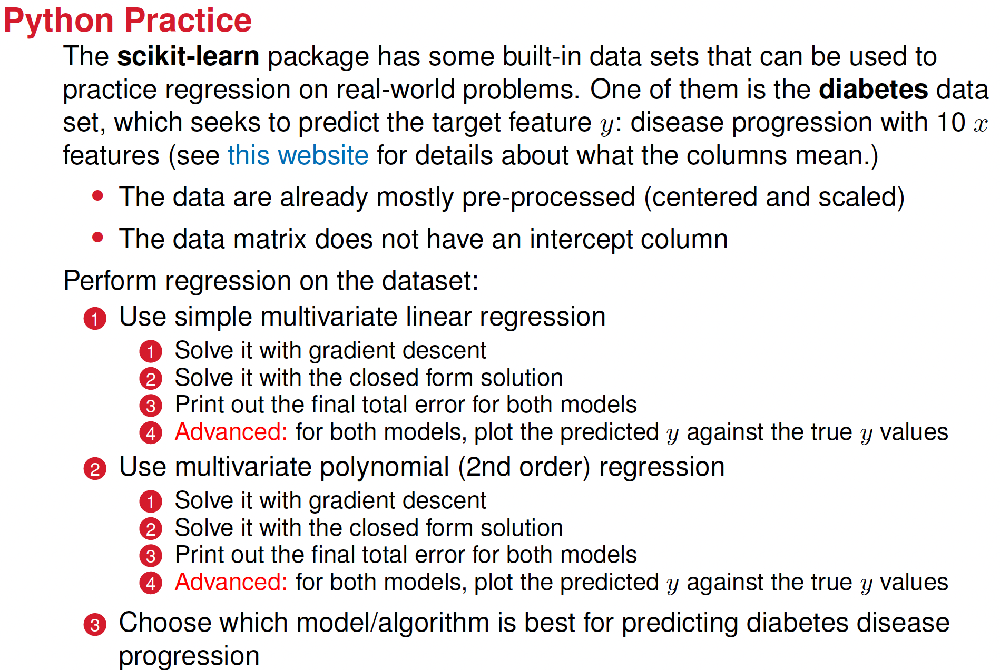 Python Practice
The scikit-learn package has some built-in data sets that can be used to
practice regression on real-world problems. One of them is the diabetes data
set, which seeks to predict the target feature y: disease progression with 10 x
features (see this website for details about what the columns mean.)
• The data are already mostly pre-processed (centered and scaled)
• The data matrix does not have an intercept column
Perform regression on the dataset:
1 Use simple multivariate linear regression
1 Solve it with gradient descent
2 Solve it with the closed form solution
3 Print out the final total error for both models
4 Advanced: for both models, plot the predicted y against the true y values
2 Use multivariate polynomial (2nd order) regression
1 Solve it with gradient descent
2 Solve it with the closed form solution
3 Print out the final total error for both models
4 Advanced: for both models, plot the predicted y against the true y values
3 Choose which model/algorithm is best for predicting diabetes disease
progression